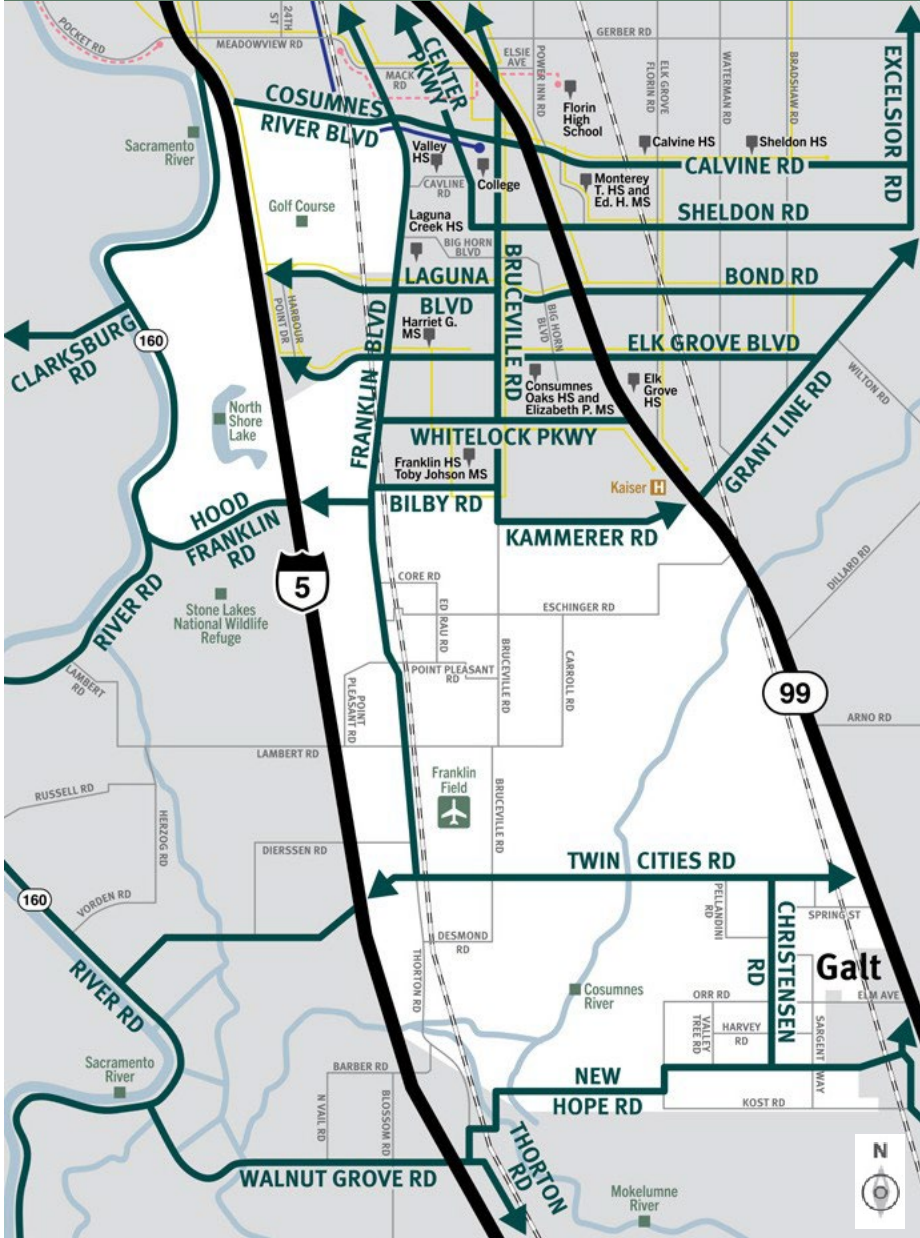 POCKET RD
24TH
ST
MEADOWVIEW RD
CENTER
PKWY
MACK
RD
ELSIE
AVE
POWER INN RD
GERBER RD
ELK GROVE
FLORIN RD
WATERMAN RD
BRADSHAW RD
EXCELSIOR
RD
Florin
High
School
COSUMNES
RIVER BLVD
Sacramento
River
Valley
HS
CAVLINE RD
College
Calvine HS
Sheldon HS
CALVINE RD
Monterey
T. HS and
Ed. H. MS
SHELDON RD
Golf Course
Laguna
Creek HS
BIG HORN
BLVD
BRUCEVILLE RD
LAGUNA
BLVD
BIG HORN
BLVD
BOND RD
HARBOUR
POINT DR
FRANKLIN BLVD
Harriet G.
MS
ELK GROVE BLVD
CLARKSBURG
RD
160
Consumnes
Oaks HS and
Elizabeth P. MS
Elk
Grove
HS
WILTON RD
GRANT LINE RD
North
Shore
Lake
WHITELOCK PKWY
Franklin HS
Toby Johson MS
Kaiser H
BILBY RD
HOOD
FRANKLIN
RD
KAMMERER RD
RIVER RD
5
Stone Lakes
National Wildlife
Refuge
CORE RD
ED RAU RD
ESCHINGER RD
DILLARD RD
LAMBERT
RD
POINT PLEASANT
RD
POINT
PLEASANT RD
BRUCEVILLE RD
CARROLL RD
99
ARNO RD
LAMBERT RD
RUSSELL RD
HERZOG RD
Franklin
Field
BRUCEVILLE RD
DIERSSEN RD
TWIN CITIES RD
160
VORDEN RD
PELLANDINI
RD
CHRISTENSEN
RD
SPRING ST
DESMOND
RD
THORTON RD
Galt
RIVER RD
Cosumnes
River
ORR RD
ELM AVE
VALLEY
TREE RD
HARVEY
RD
SARGENT WAY
Sacramento
River
BARBER RD
N VAIL RD
BLOSSOM RD
NEW
HOPE RD
KOST RD
THORTON
RD
WALNUT GROVE RD
Mokelumne
River
N